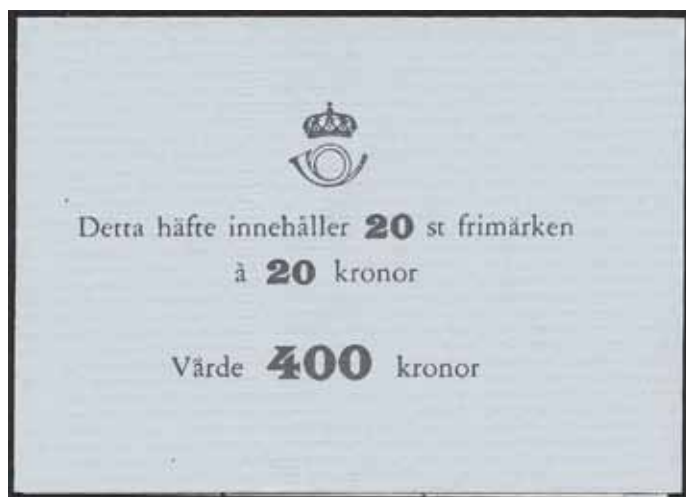 Detta häfte innehåller 20 st frimärken
à 20 kronor
Värde 400 kronor